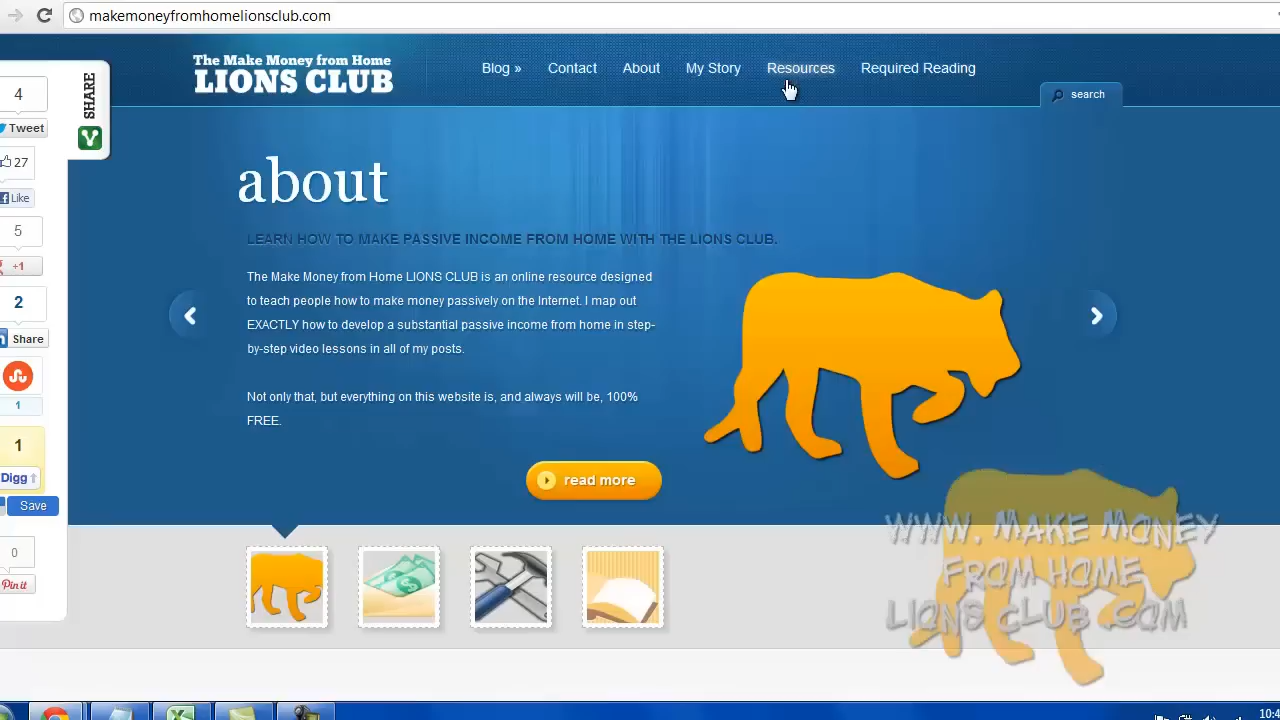 makemoneyfromhomelionsclub.com
The Make Money from Home
LIONS CLUB
Blog »
Contact
About
My Story
Resources
Required Reading
search
4
SHARE
Tweet
27
Like
5
+1
2
Share
1
1
Digg
Save
0
Pin it
about
LEARN HOW TO MAKE PASSIVE INCOME FROM HOME WITH THE LIONS CLUB.
The Make Money from Home LIONS CLUB is an online resource designed
to teach people how to make money passively on the Internet. I map out
EXACTLY how to develop a substantial passive income from home in step-
by-step video lessons in all of my posts.
Not only that, but everything on this website is, and always will be, 100%
FREE.
read more
WWW. MAKE MONEY
FROM HOME
LIONS CLUB .COM
10:4